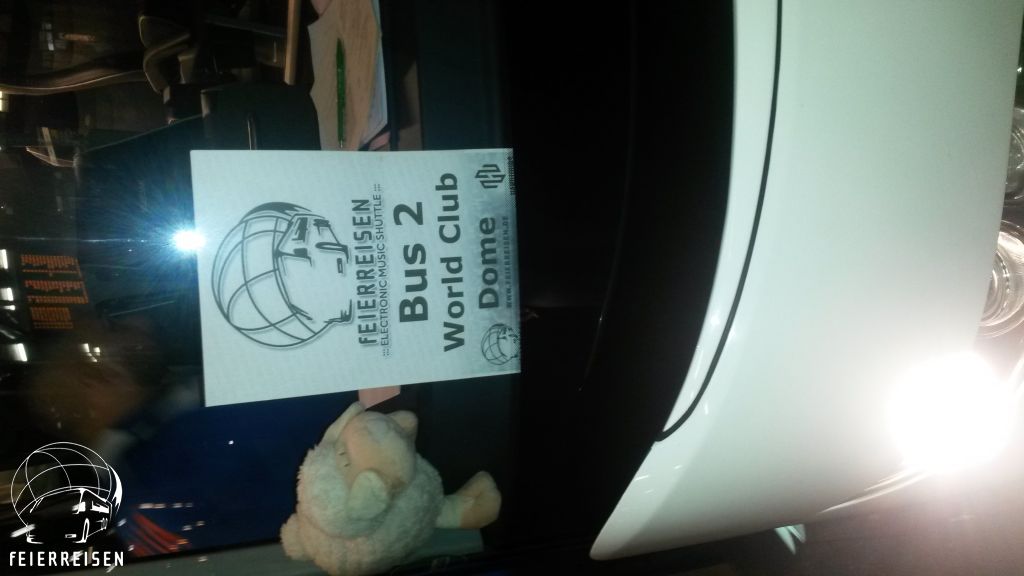 FEIERREISEN
::: ELECTRONIC MUSIC SHUTTLE :::
Bus 2
World Club
Dome
WWW.FEIERREISEN.DE
FEIERREISEN